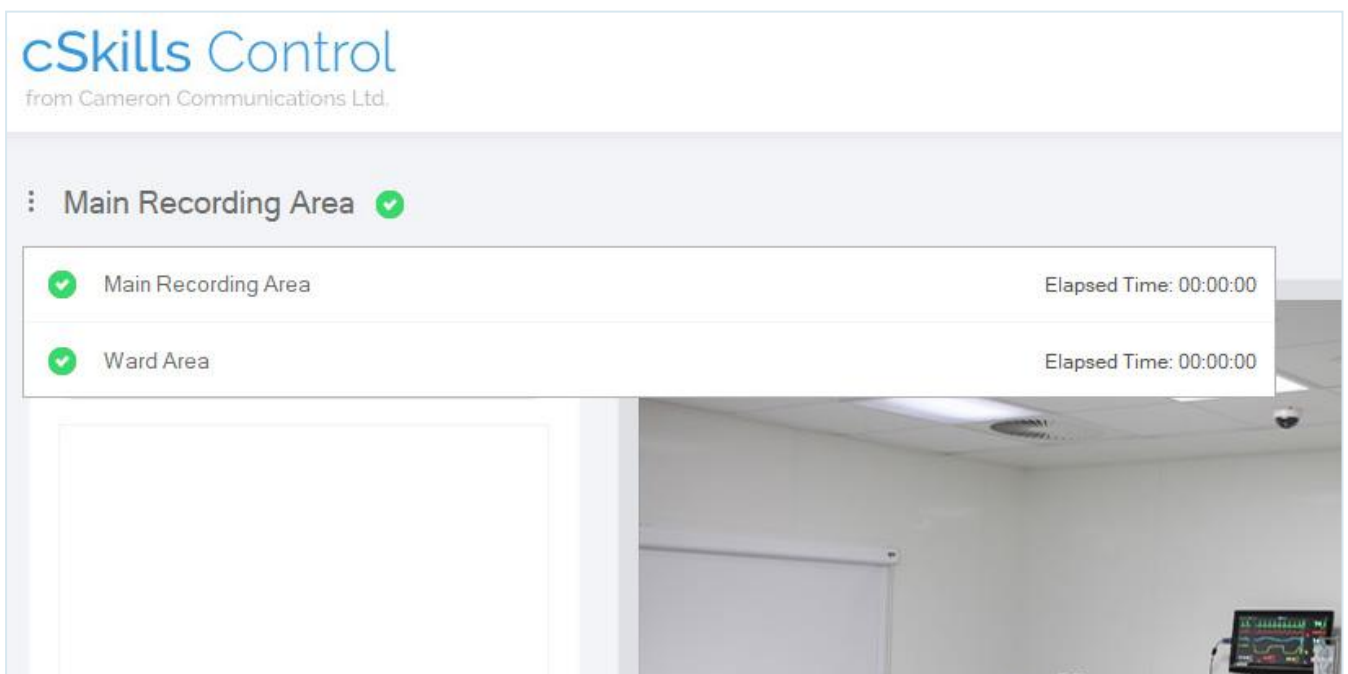 cSkills Control
from Cameron Communications Ltd.
Main Recording Area
Main Recording Area Elapsed Time: 00:00:00
Ward Area Elapsed Time: 00:00:00